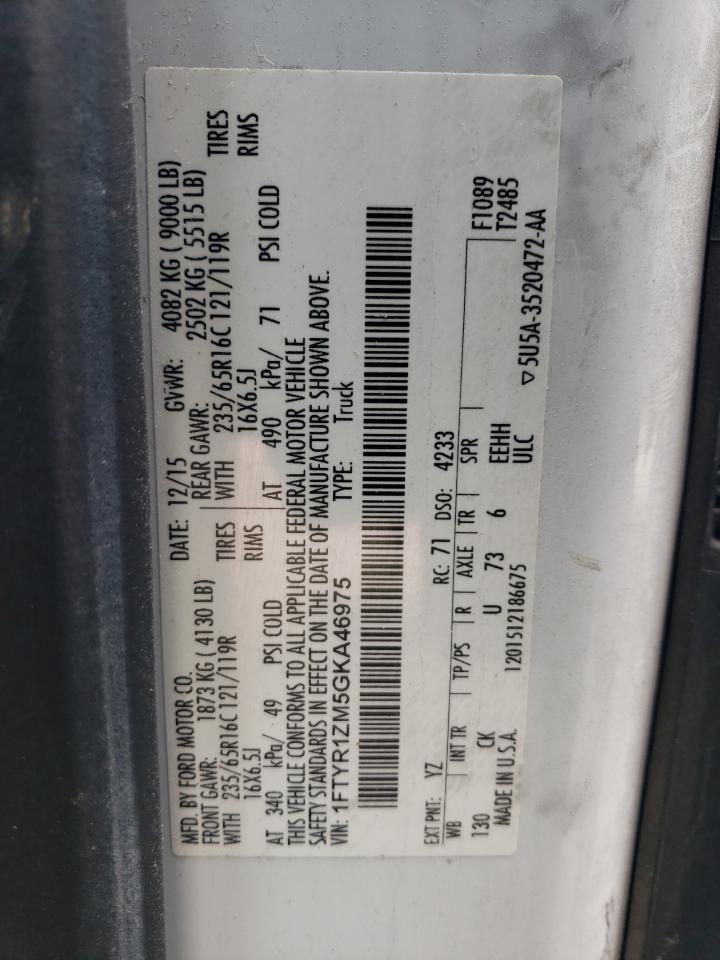 MFD. BY FORD MOTOR CO. DATE: 12/15 GVWR: 4082 KG ( 9000 LB)
FRONT GAWR: 1873 KG ( 4130 LB) REAR GAWR: 2502 KG ( 5515 LB)
WITH 235/65R16C 121/119R TIRES WITH 235/65R16C 121/119R TIRES
16X6.5J RIMS 16X6.5J RIMS
AT 340 kPa/ 49 PSI COLD AT 490 kPa/ 71 PSI COLD
THIS VEHICLE CONFORMS TO ALL APPLICABLE FEDERAL MOTOR VEHICLE
SAFETY STANDARDS IN EFFECT ON THE DATE OF MANUFACTURE SHOWN ABOVE.
VIN: 1FTYR1ZM5GKA46975 TYPE: Truck
EXT PNT: YZ RC: 71 DSO: 4233
WB INT TR TP/PS R AXLE TR SPR F1089
130 CK U 73 6 EEHH T2485
MADE IN U.S.A. 1201512186675 ULC
▽ 5U5A-3520472-AA